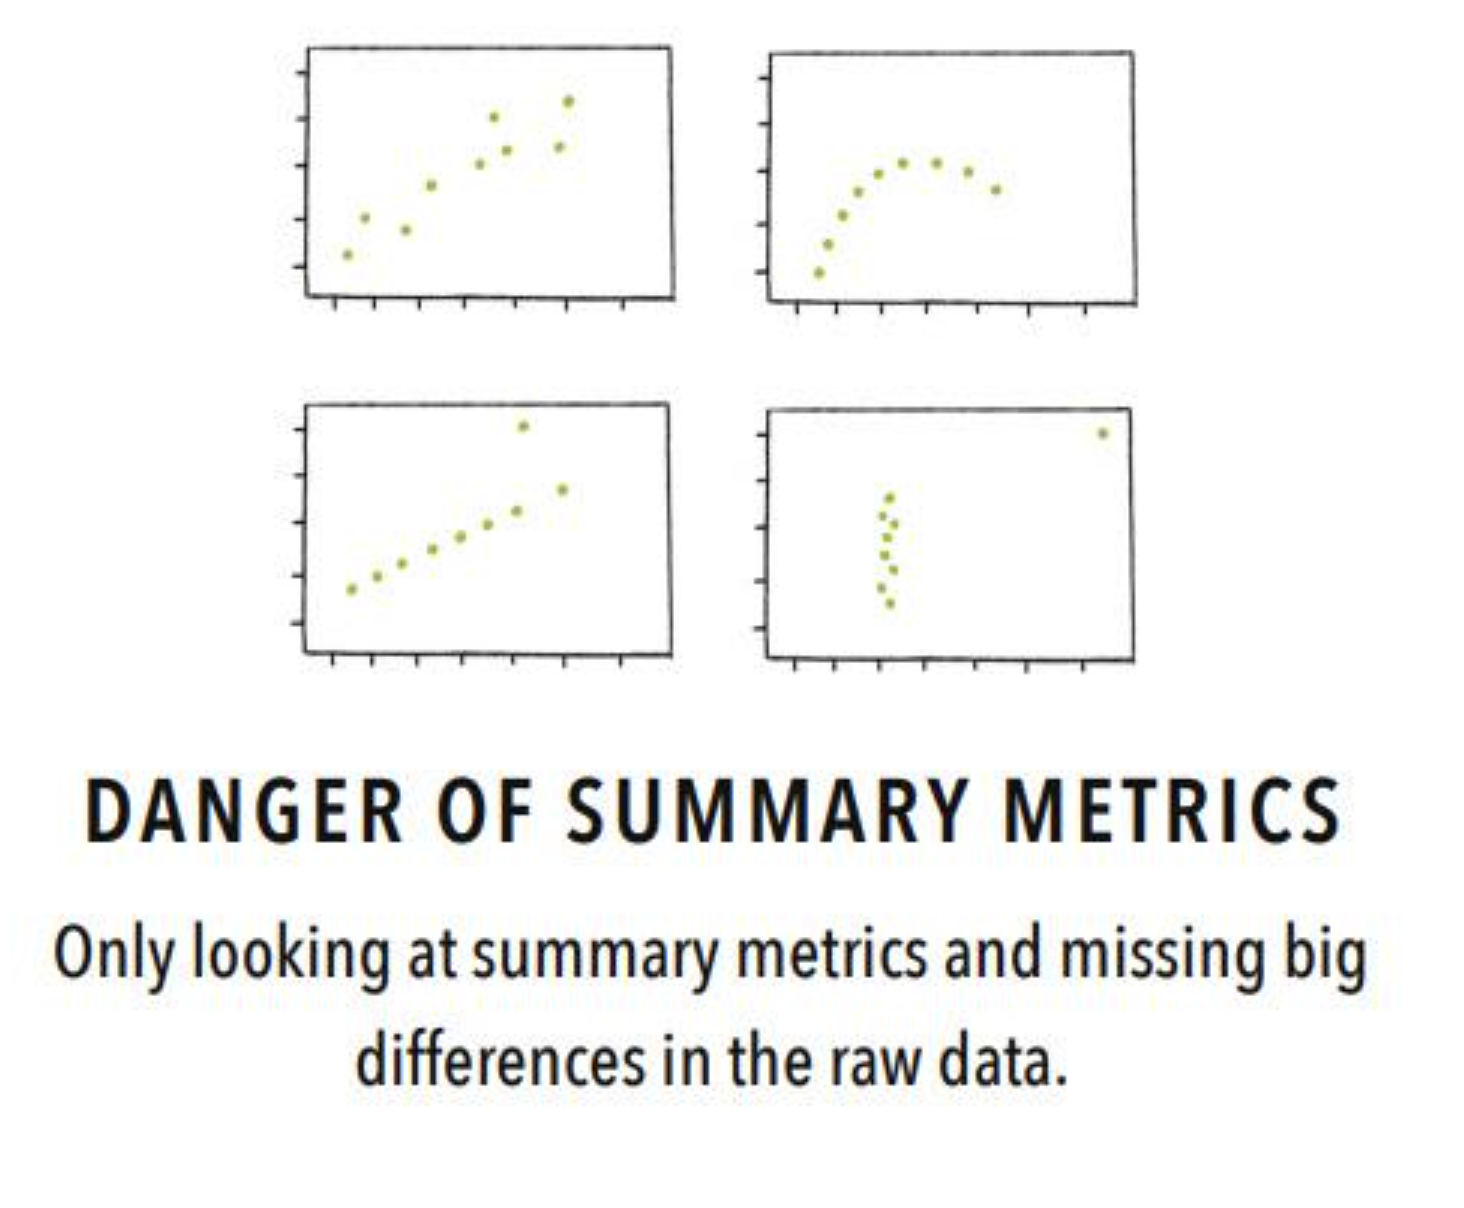 DANGER OF SUMMARY METRICS
Only looking at summary metrics and missing big
differences in the raw data.